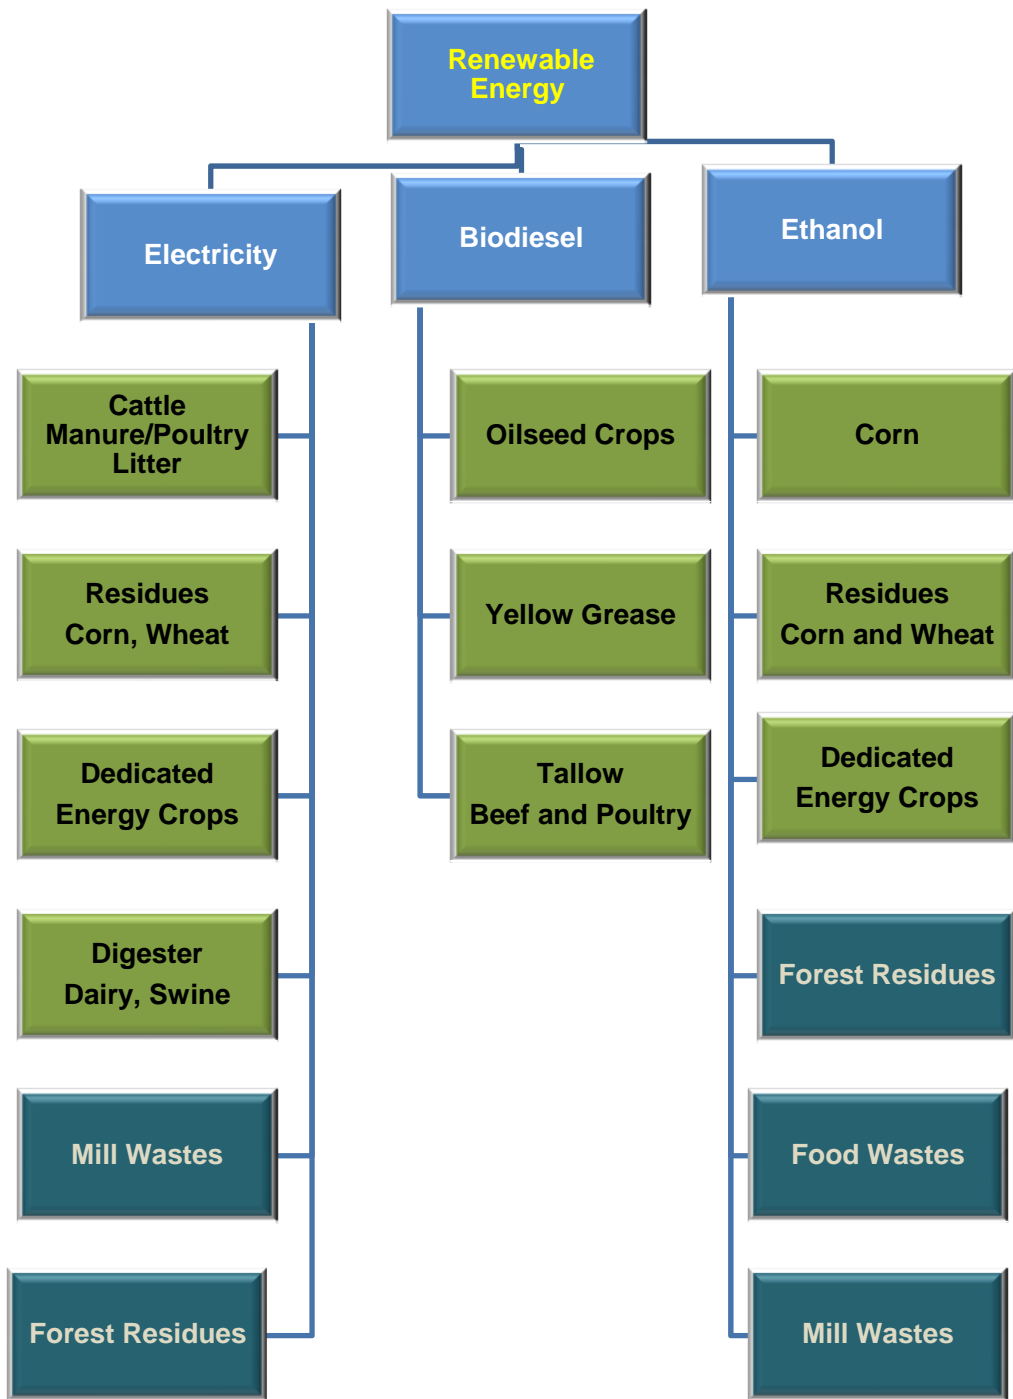 Renewable
Energy
Electricity
Biodiesel
Ethanol
Cattle
Manure/Poultry
Litter
Residues
Corn, Wheat
Dedicated
Energy Crops
Digester
Dairy, Swine
Mill Wastes
Forest Residues
Oilseed Crops
Yellow Grease
Tallow
Beef and Poultry
Corn
Residues
Corn and Wheat
Dedicated
Energy Crops
Forest Residues
Food Wastes
Mill Wastes